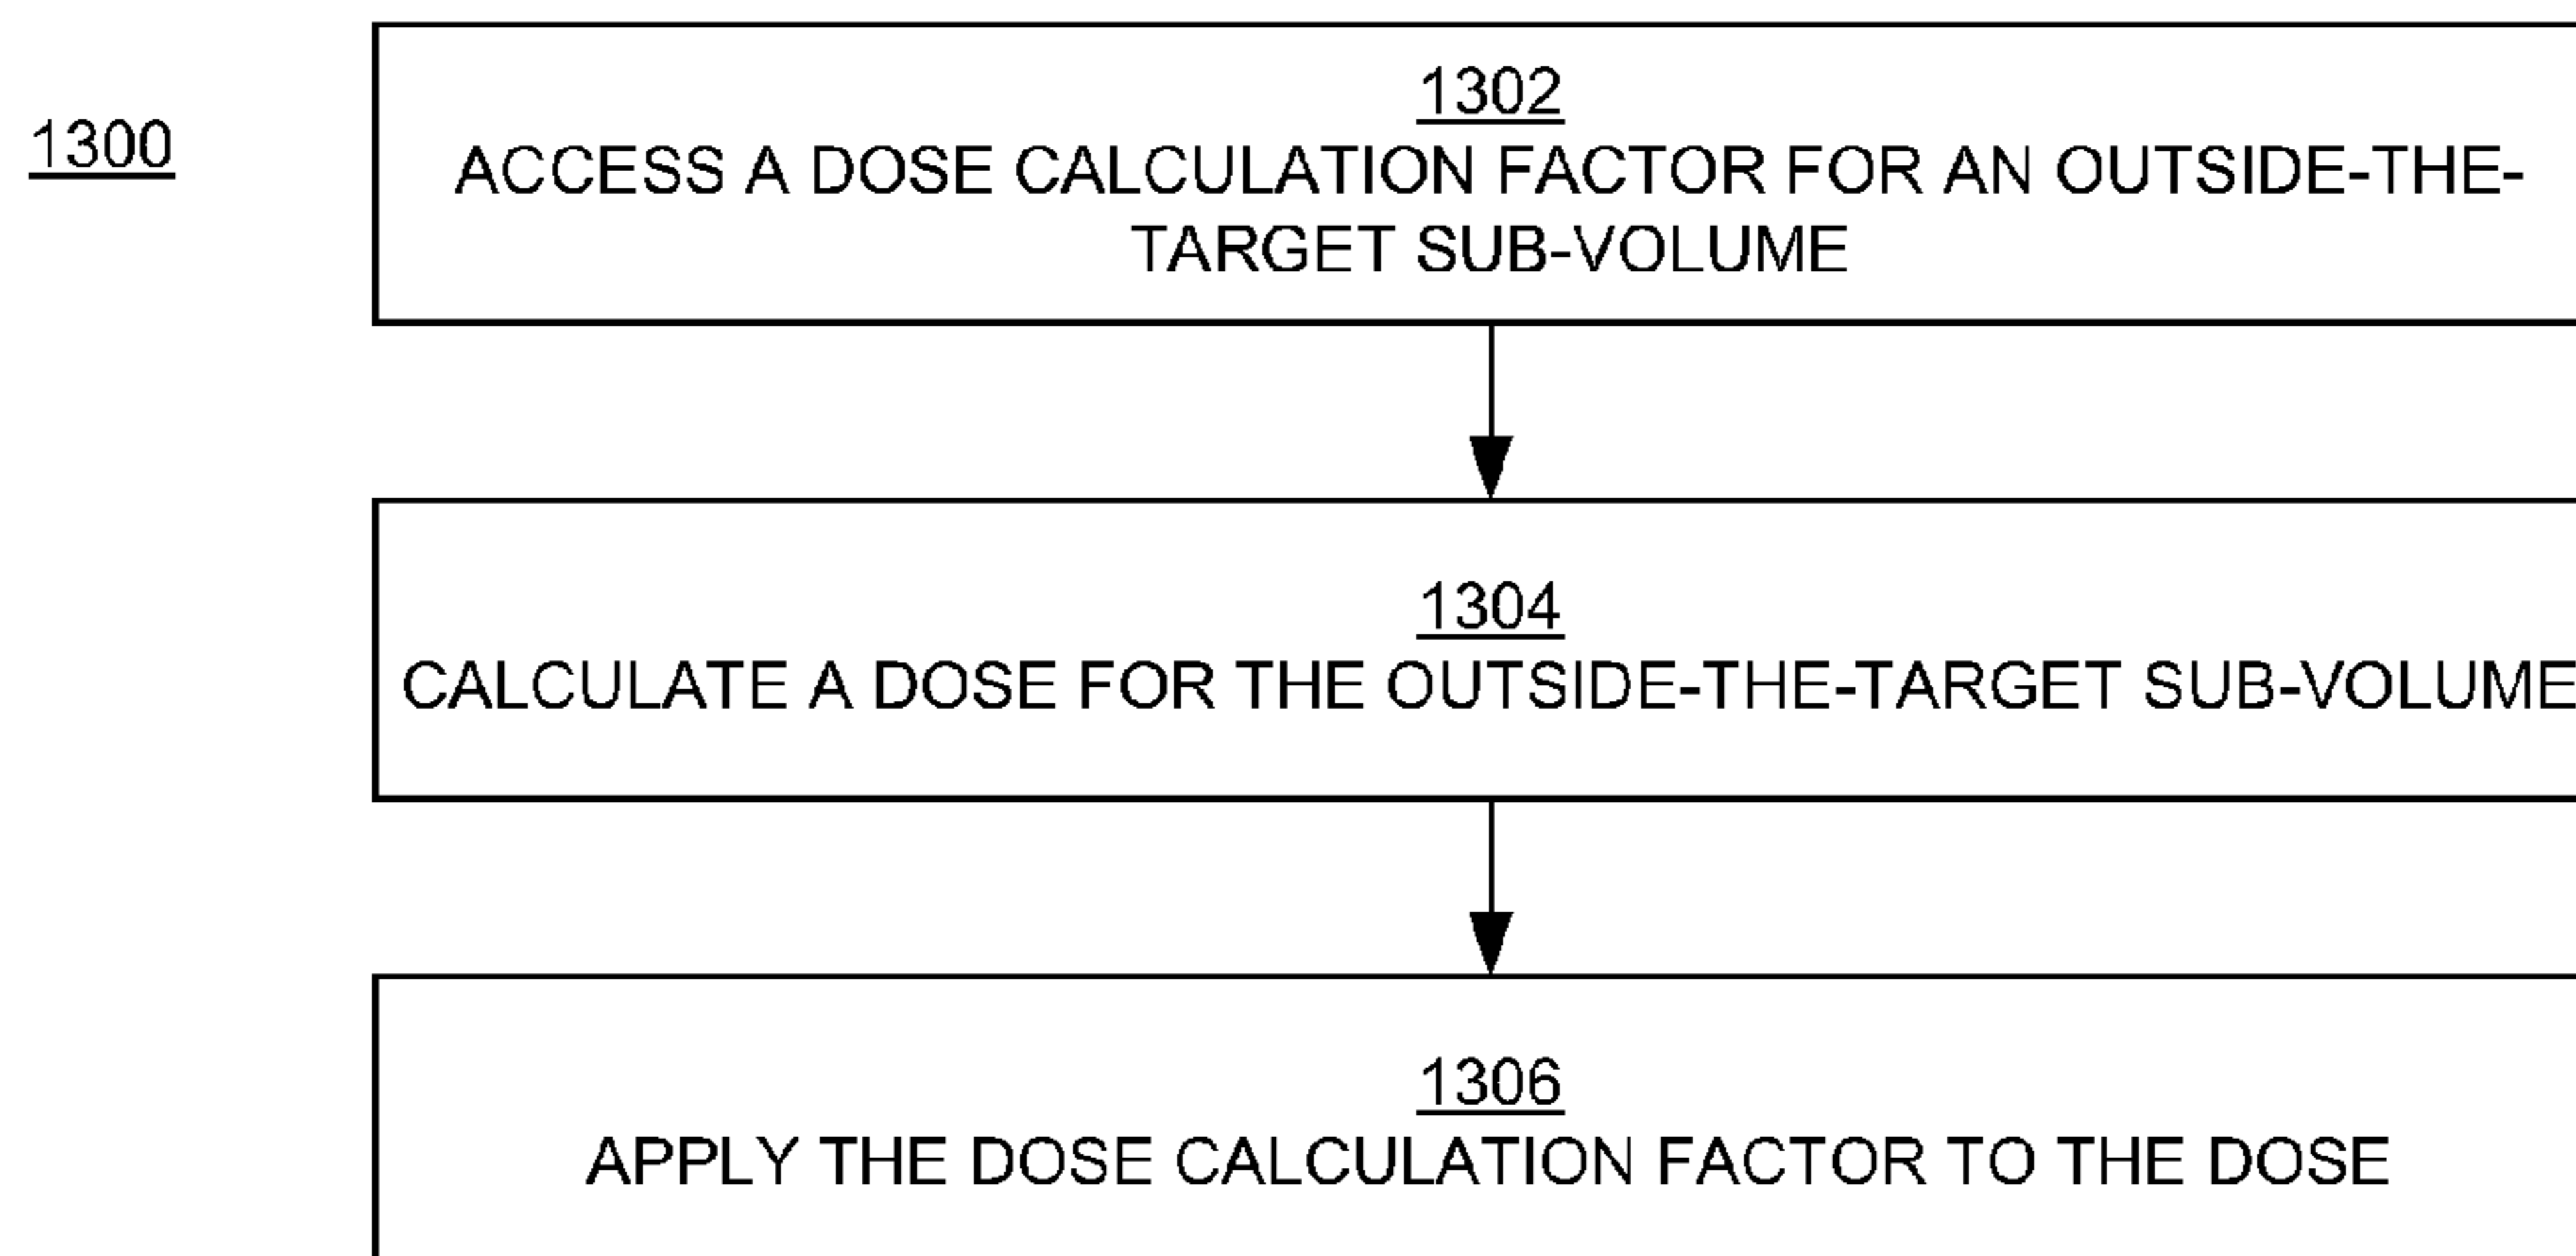 1300
1302
ACCESS A DOSE CALCULATION FACTOR FOR AN OUTSIDE-THE-
TARGET SUB-VOLUME
1304
CALCULATE A DOSE FOR THE OUTSIDE-THE-TARGET SUB-VOLUME
1306
APPLY THE DOSE CALCULATION FACTOR TO THE DOSE